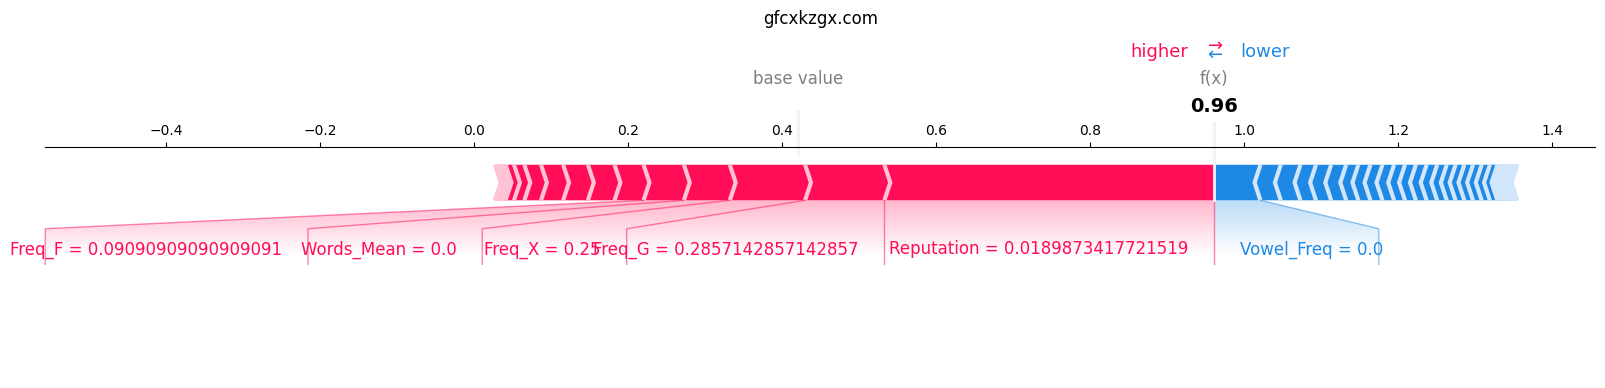 gfcxkzgx.com
higher ⇄ lower
base value f(x)
0.96
−0.4 −0.2 0.0 0.2 0.4 0.6 0.8 1.0 1.2 1.4
Freq_F = 0.09090909090909091 Words_Mean = 0.0 Freq_X = 0.25 Freq_G = 0.2857142857142857 Reputation = 0.0189873417721519 Vowel_Freq = 0.0